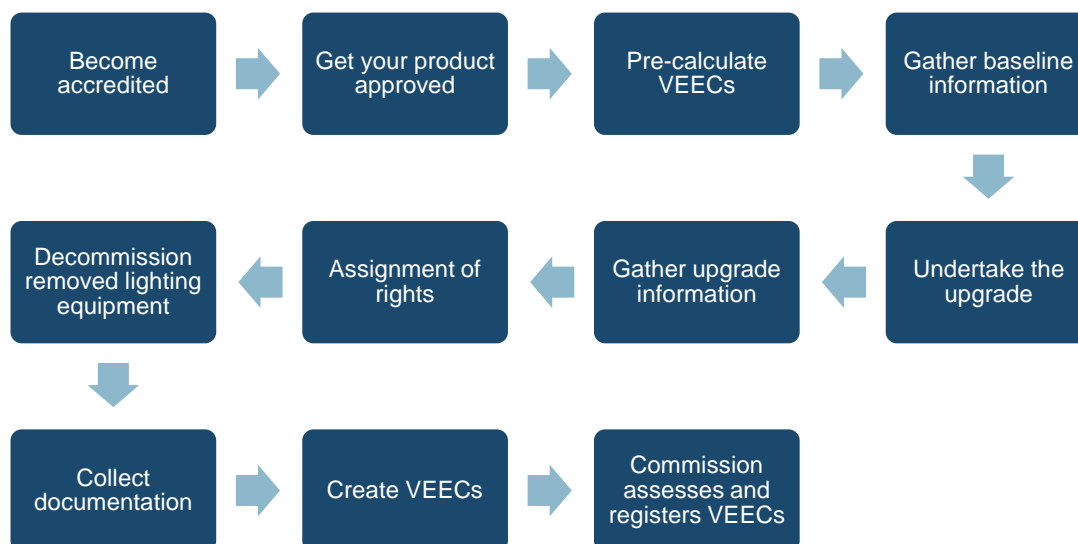 Become
accredited
Get your product
approved
Pre-calculate
VEECs
Gather baseline
information
Undertake the
upgrade
Gather upgrade
information
Assignment of
rights
Decommission
removed lighting
equipment
Collect
documentation
Create VEECs
Commission
assesses and
registers VEECs